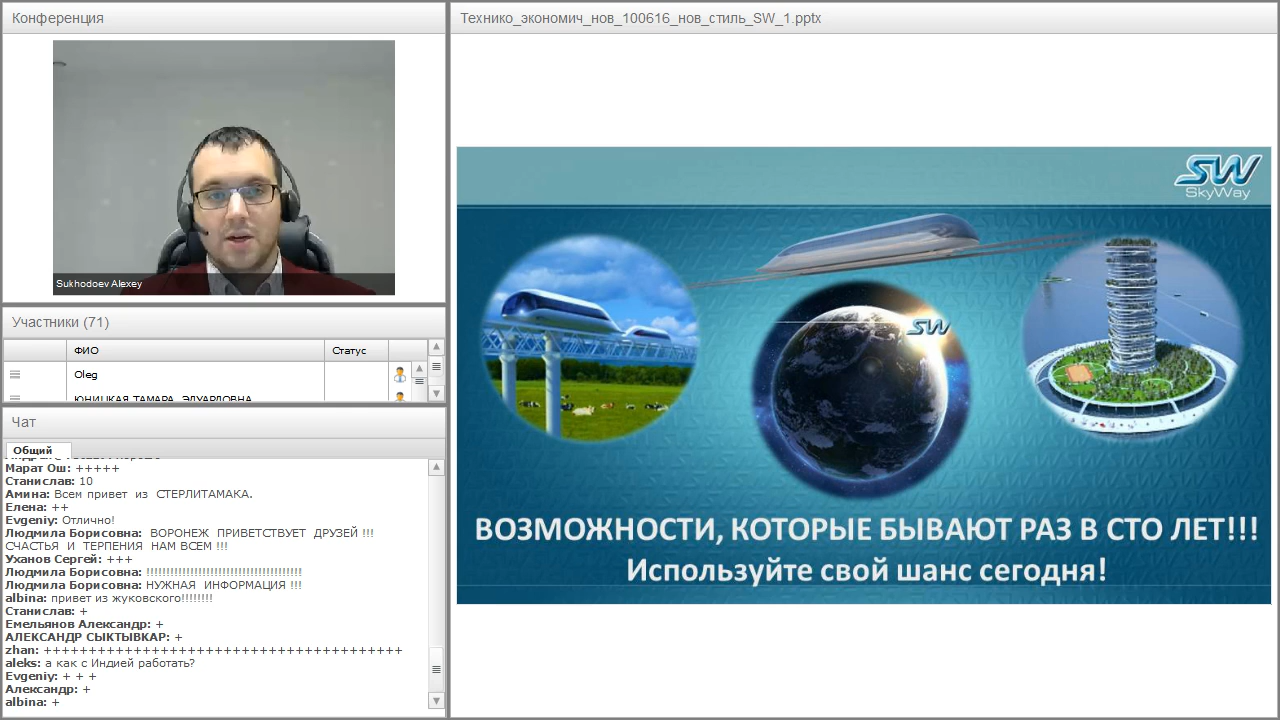 Конференция
Sukhodoev Alexey
Участники (71)
ФИО
Статус
Oleg
ЮНИЦКАЯ ТАМАРА ЭДУАРДОВНА
Чат
Общий
Марат Ош: +++++
Станислав: 10
Амина: Всем привет из СТЕРЛИТАМАКА.
Елена: ++
Evgeniy: Отлично!
Людмила Борисовна: ВОРОНЕЖ ПРИВЕТСТВУЕТ ДРУЗЕЙ !!!
СЧАСТЬЯ И ТЕРПЕНИЯ НАМ ВСЕМ !!!
Уханов Сергей: +++
Людмила Борисовна: !!!!!!!!!!!!!!!!!!!!!!!!!!!!!!!!!!!!!!!
Людмила Борисовна: НУЖНАЯ ИНФОРМАЦИЯ !!!
albina: привет из жуковского!!!!!!!!
Станислав: +
Емельянов Александр: +
АЛЕКСАНДР СЫКТЫВКАР: +
zhan: ++++++++++++++++++++++++++++++++++++++++
aleks: а как с Индией работать?
Evgeniy: + + +
Александр: +
albina: +
Технико_экономич_нов_100616_нов_стиль_SW_1.pptx
SW
SkyWay
SW
ВОЗМОЖНОСТИ, КОТОРЫЕ БЫВАЮТ РАЗ В СТО ЛЕТ!!!
Используйте свой шанс сегодня!